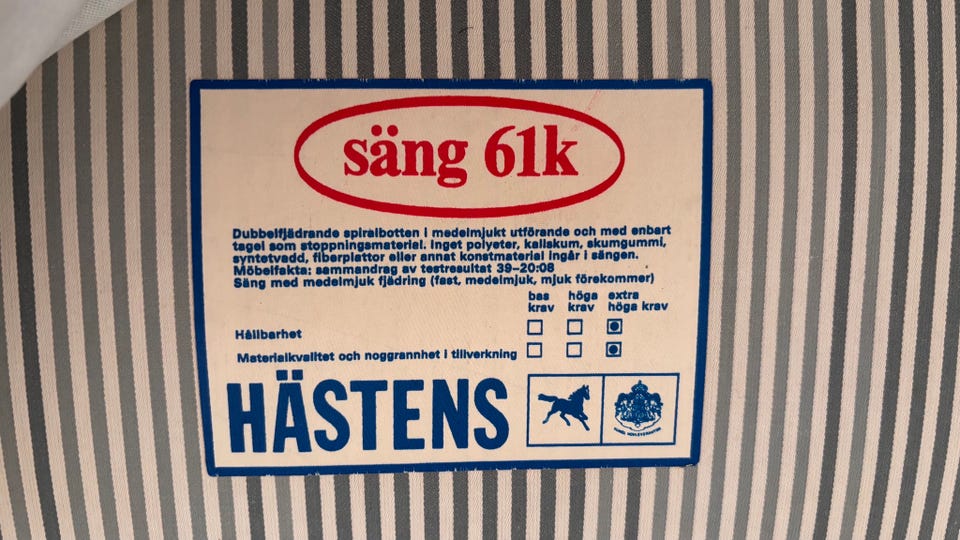 säng 61k
Dubbelfjädrande spiralbotten i medelmjukt utförande och med enbart
tagel som stoppningsmaterial. Inget polyeter, kallskum, skumgummi,
syntetvadd, fiberplattor eller annat konstmaterial ingår i sängen.
Möbelfakta: sammandrag av testresultat 39-20:08
Säng med medelmjuk fjädring (fast, medelmjuk, mjuk förekommer)
bas höga extra
krav krav höga krav
Hållbarhet
Materialkvalitet och noggrannhet i tillverkning
HÄSTENS
KUNGL HOVLEVERANTÖR